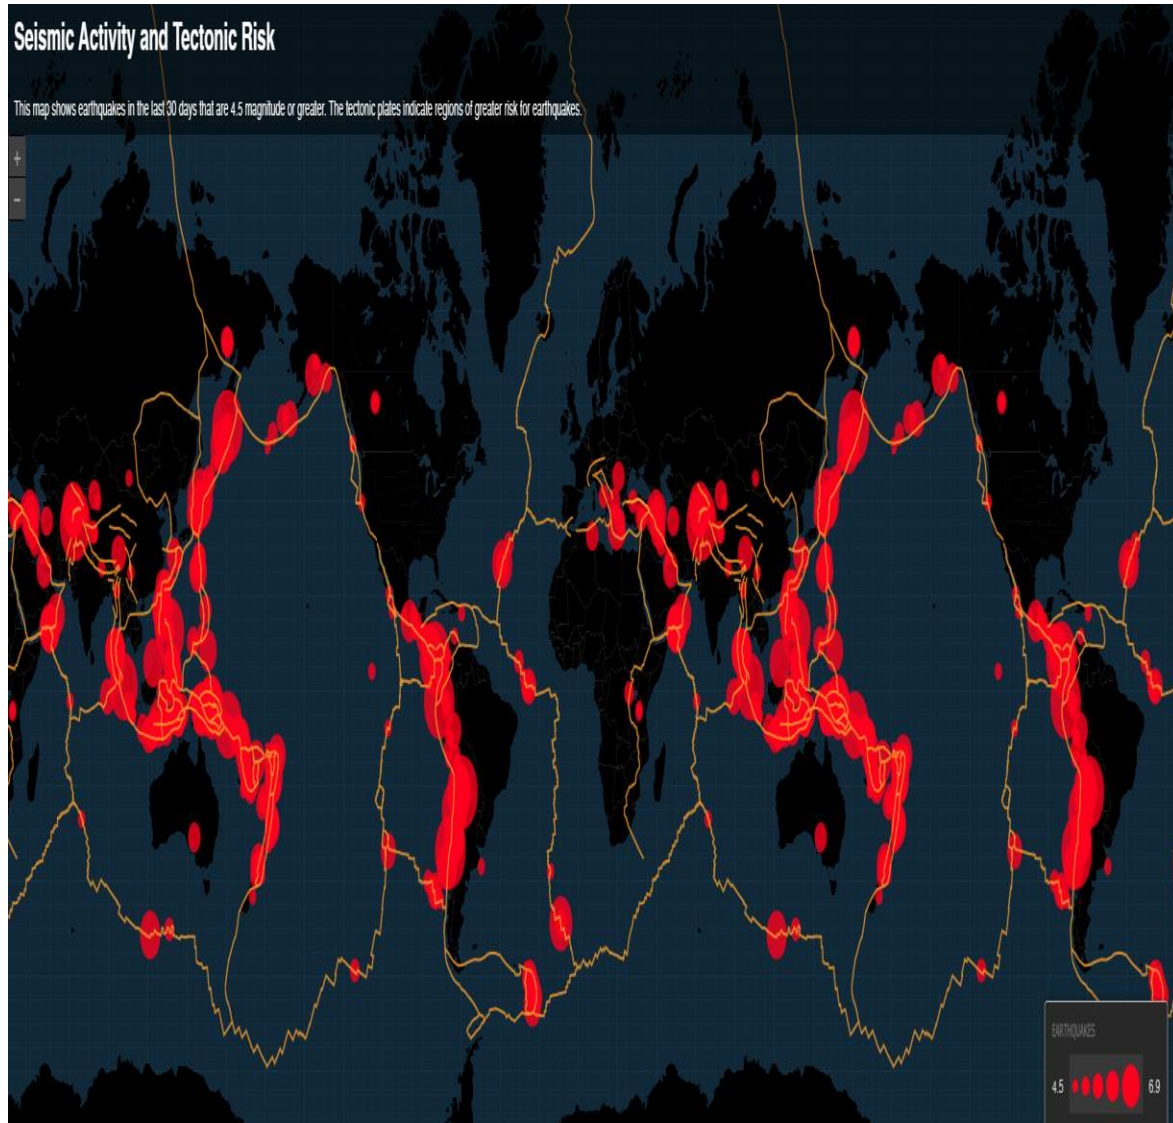 Seismic Activity and Tectonic Risk
This map shows earthquakes in the last 30 days that are 4.5 magnitude or greater. The tectonic plates indicate regions of greater risk for earthquakes.
+
−
EARTHQUAKES
4.5 6.9